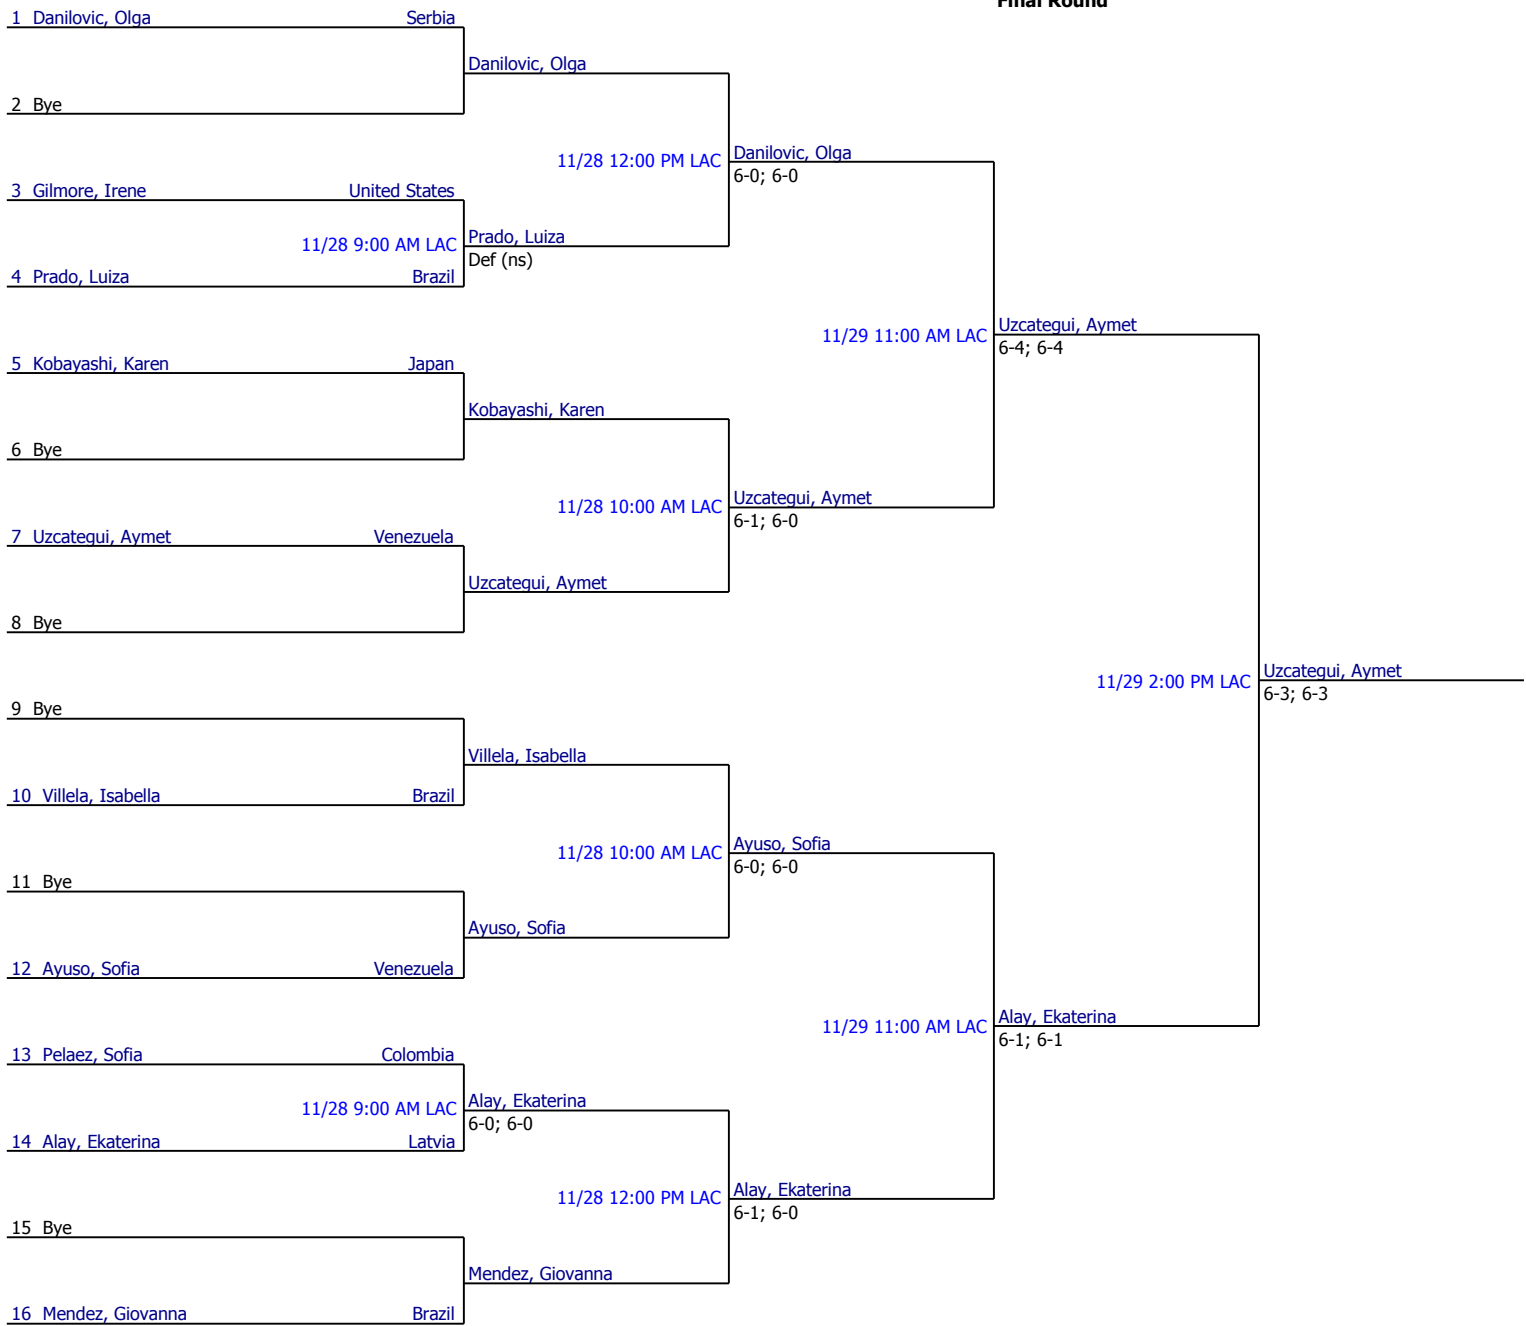 Final Round
1 Danilovic, Olga Serbia
Danilovic, Olga
2 Bye
11/28 12:00 PM LAC Danilovic, Olga
6-0; 6-0
3 Gilmore, Irene United States
11/28 9:00 AM LAC Prado, Luiza
Def (ns)
4 Prado, Luiza Brazil
11/29 11:00 AM LAC Uzcategui, Aymet
6-4; 6-4
5 Kobayashi, Karen Japan
Kobayashi, Karen
6 Bye
11/28 10:00 AM LAC Uzcategui, Aymet
6-1; 6-0
7 Uzcategui, Aymet Venezuela
Uzcategui, Aymet
8 Bye
11/29 2:00 PM LAC Uzcategui, Aymet
6-3; 6-3
9 Bye
Villela, Isabella
10 Villela, Isabella Brazil
11/28 10:00 AM LAC Ayuso, Sofia
6-0; 6-0
11 Bye
Ayuso, Sofia
12 Ayuso, Sofia Venezuela
11/29 11:00 AM LAC Alay, Ekaterina
6-1; 6-1
13 Pelaez, Sofia Colombia
11/28 9:00 AM LAC Alay, Ekaterina
6-0; 6-0
14 Alay, Ekaterina Latvia
11/28 12:00 PM LAC Alay, Ekaterina
6-1; 6-0
15 Bye
Mendez, Giovanna
16 Mendez, Giovanna Brazil